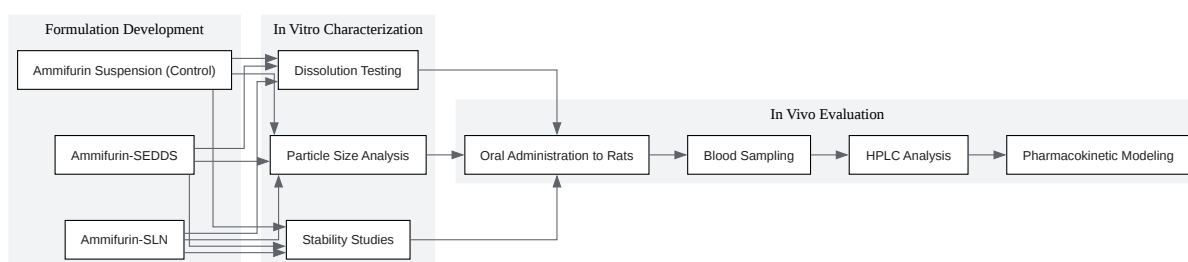 Formulation Development
In Vitro Characterization
Ammifurin Suspension (Control)
Dissolution Testing
In Vivo Evaluation
Ammifurin-SEDDS
Particle Size Analysis
Oral Administration to Rats
Blood Sampling
HPLC Analysis
Pharmacokinetic Modeling
Ammifurin-SLN
Stability Studies